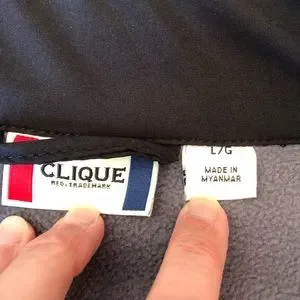 CLIQUE
REG. TRADEMARK
L/G
MADE IN
MYANMAR